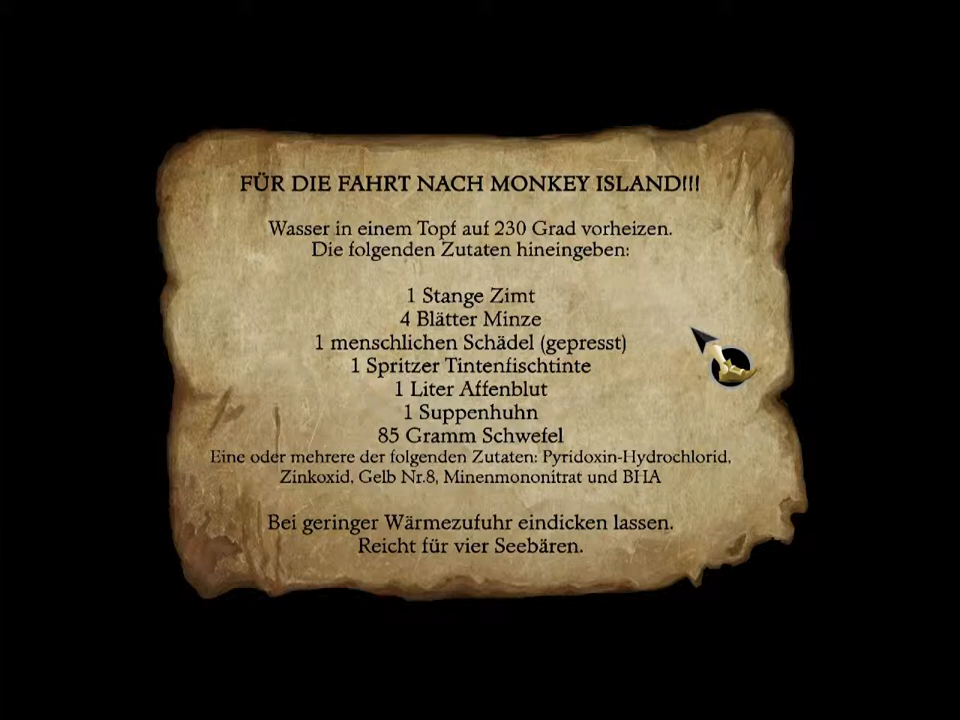 FÜR DIE FAHRT NACH MONKEY ISLAND!!!
Wasser in einem Topf auf 230 Grad vorheizen.
Die folgenden Zutaten hineingeben:
1 Stange Zimt
4 Blätter Minze
1 menschlichen Schädel (gepresst)
1 Spritzer Tintenfischtinte
1 Liter Affenblut
1 Suppenhuhn
85 Gramm Schwefel
Eine oder mehrere der folgenden Zutaten: Pyridoxin-Hydrochlorid,
Zinkoxid, Gelb Nr.8, Minenmononitrat und BHA
Bei geringer Wärmezufuhr eindicken lassen.
Reicht für vier Seebären.